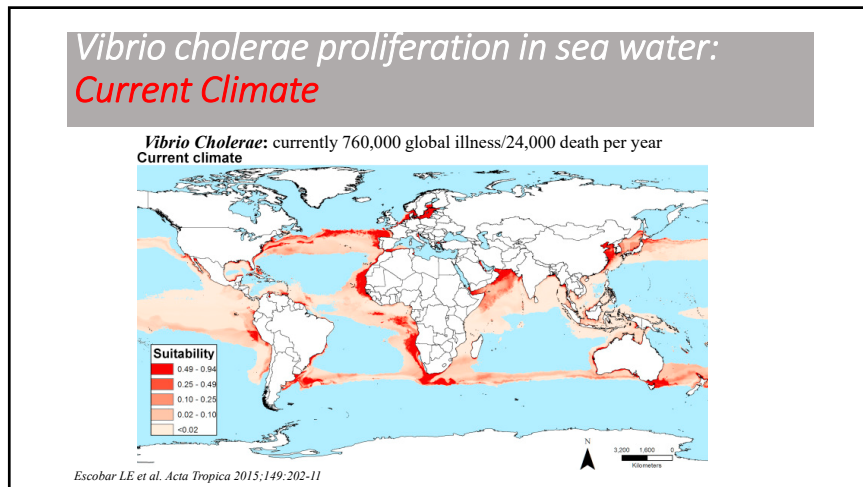 Vibrio cholerae proliferation in sea water:
Current Climate
Vibrio Cholerae: currently 760,000 global illness/24,000 death per year
Current climate
Suitability
0.49 - 0.94
0.25 - 0.49
0.10 - 0.25
0.02 - 0.10
<0.02
N
3,200 1,600 0
Kilometers
Escobar LE et al. Acta Tropica 2015;149:202-11